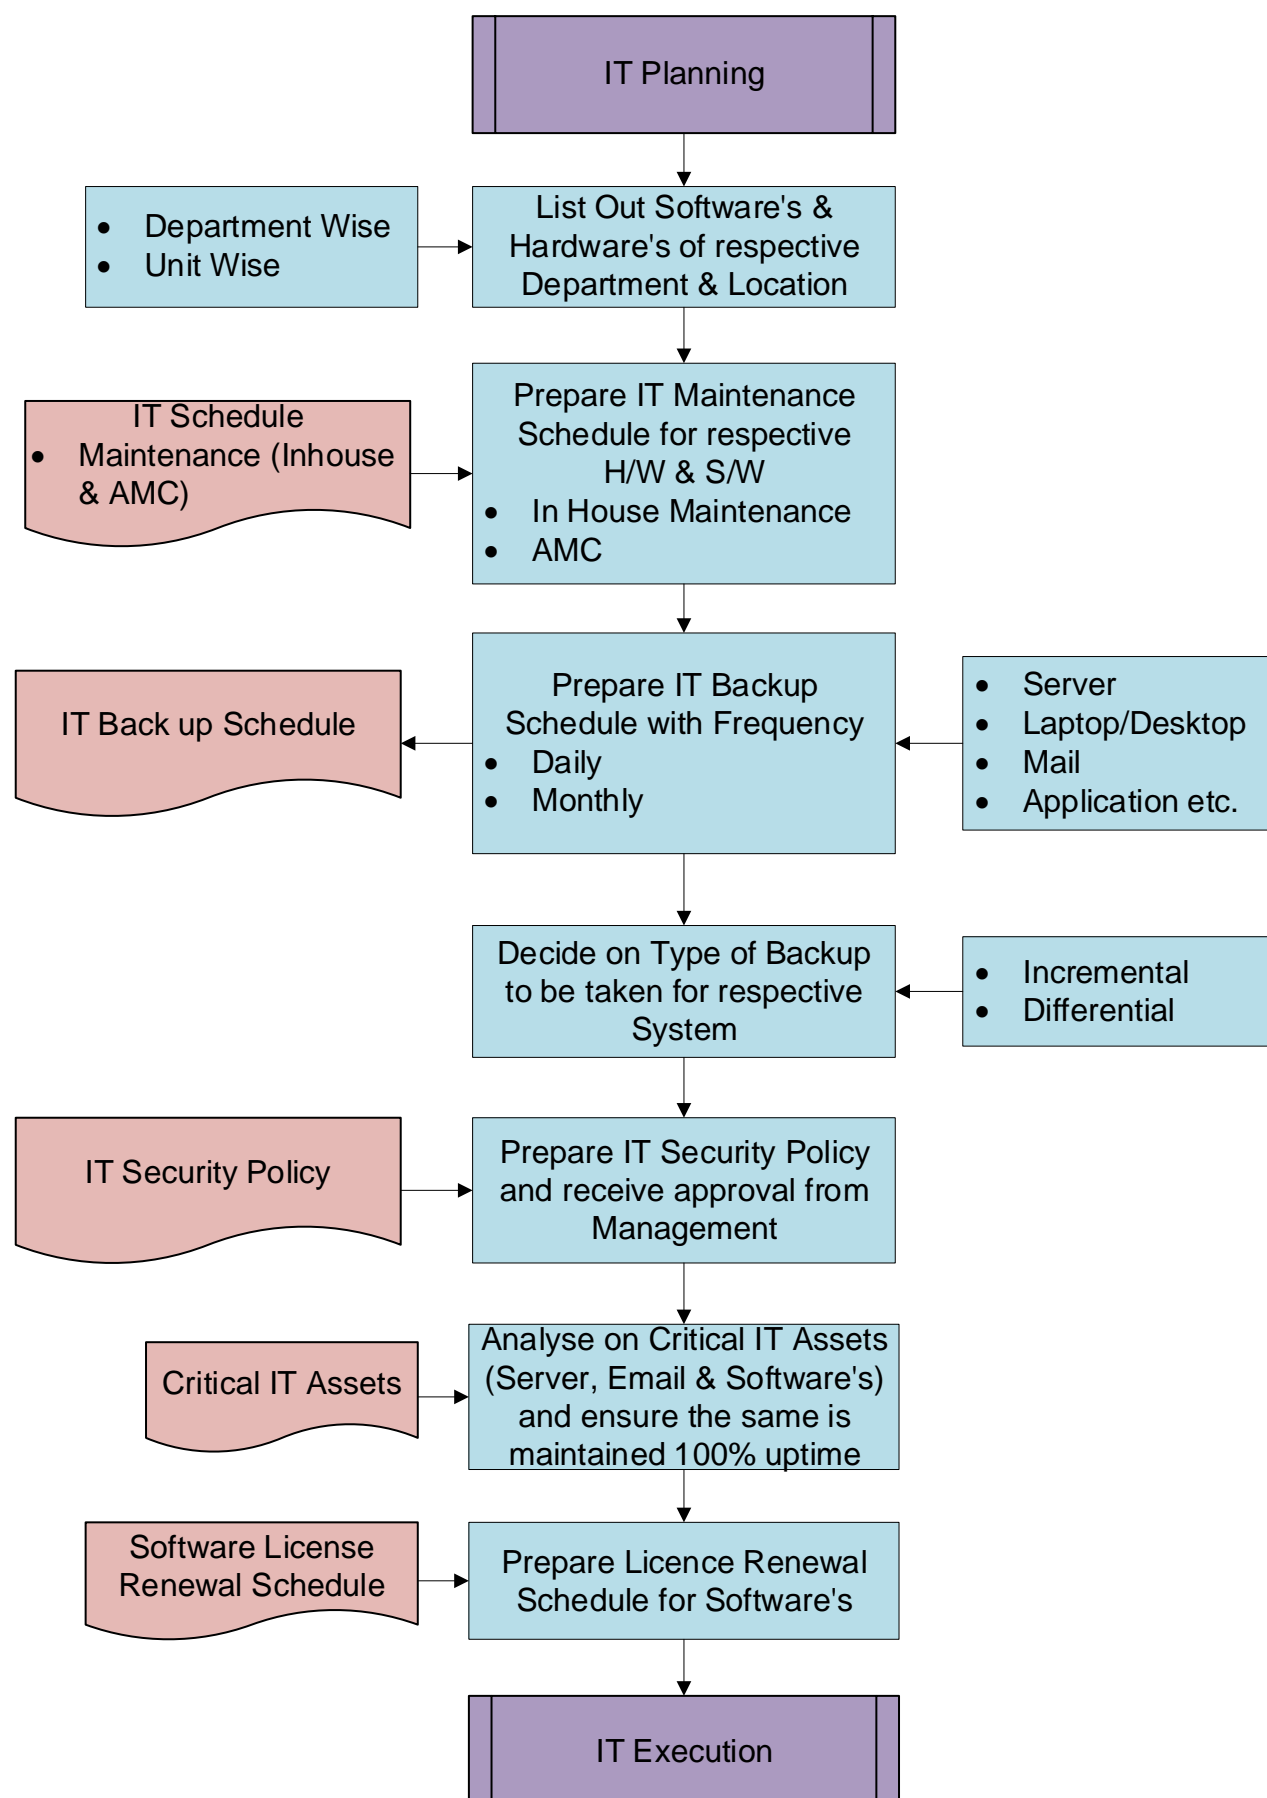 IT Planning
• Department Wise
• Unit Wise
List Out Software's &
Hardware's of respective
Department & Location
IT Schedule
• Maintenance (Inhouse
& AMC)
Prepare IT Maintenance
Schedule for respective
H/W & S/W
• In House Maintenance
• AMC
IT Back up Schedule
Prepare IT Backup
Schedule with Frequency
• Daily
• Monthly
• Server
• Laptop/Desktop
• Mail
• Application etc.
Decide on Type of Backup
to be taken for respective
System
• Incremental
• Differential
IT Security Policy
Prepare IT Security Policy
and receive approval from
Management
Critical IT Assets
Analyse on Critical IT Assets
(Server, Email & Software's)
and ensure the same is
maintained 100% uptime
Software License
Renewal Schedule
Prepare Licence Renewal
Schedule for Software's
IT Execution